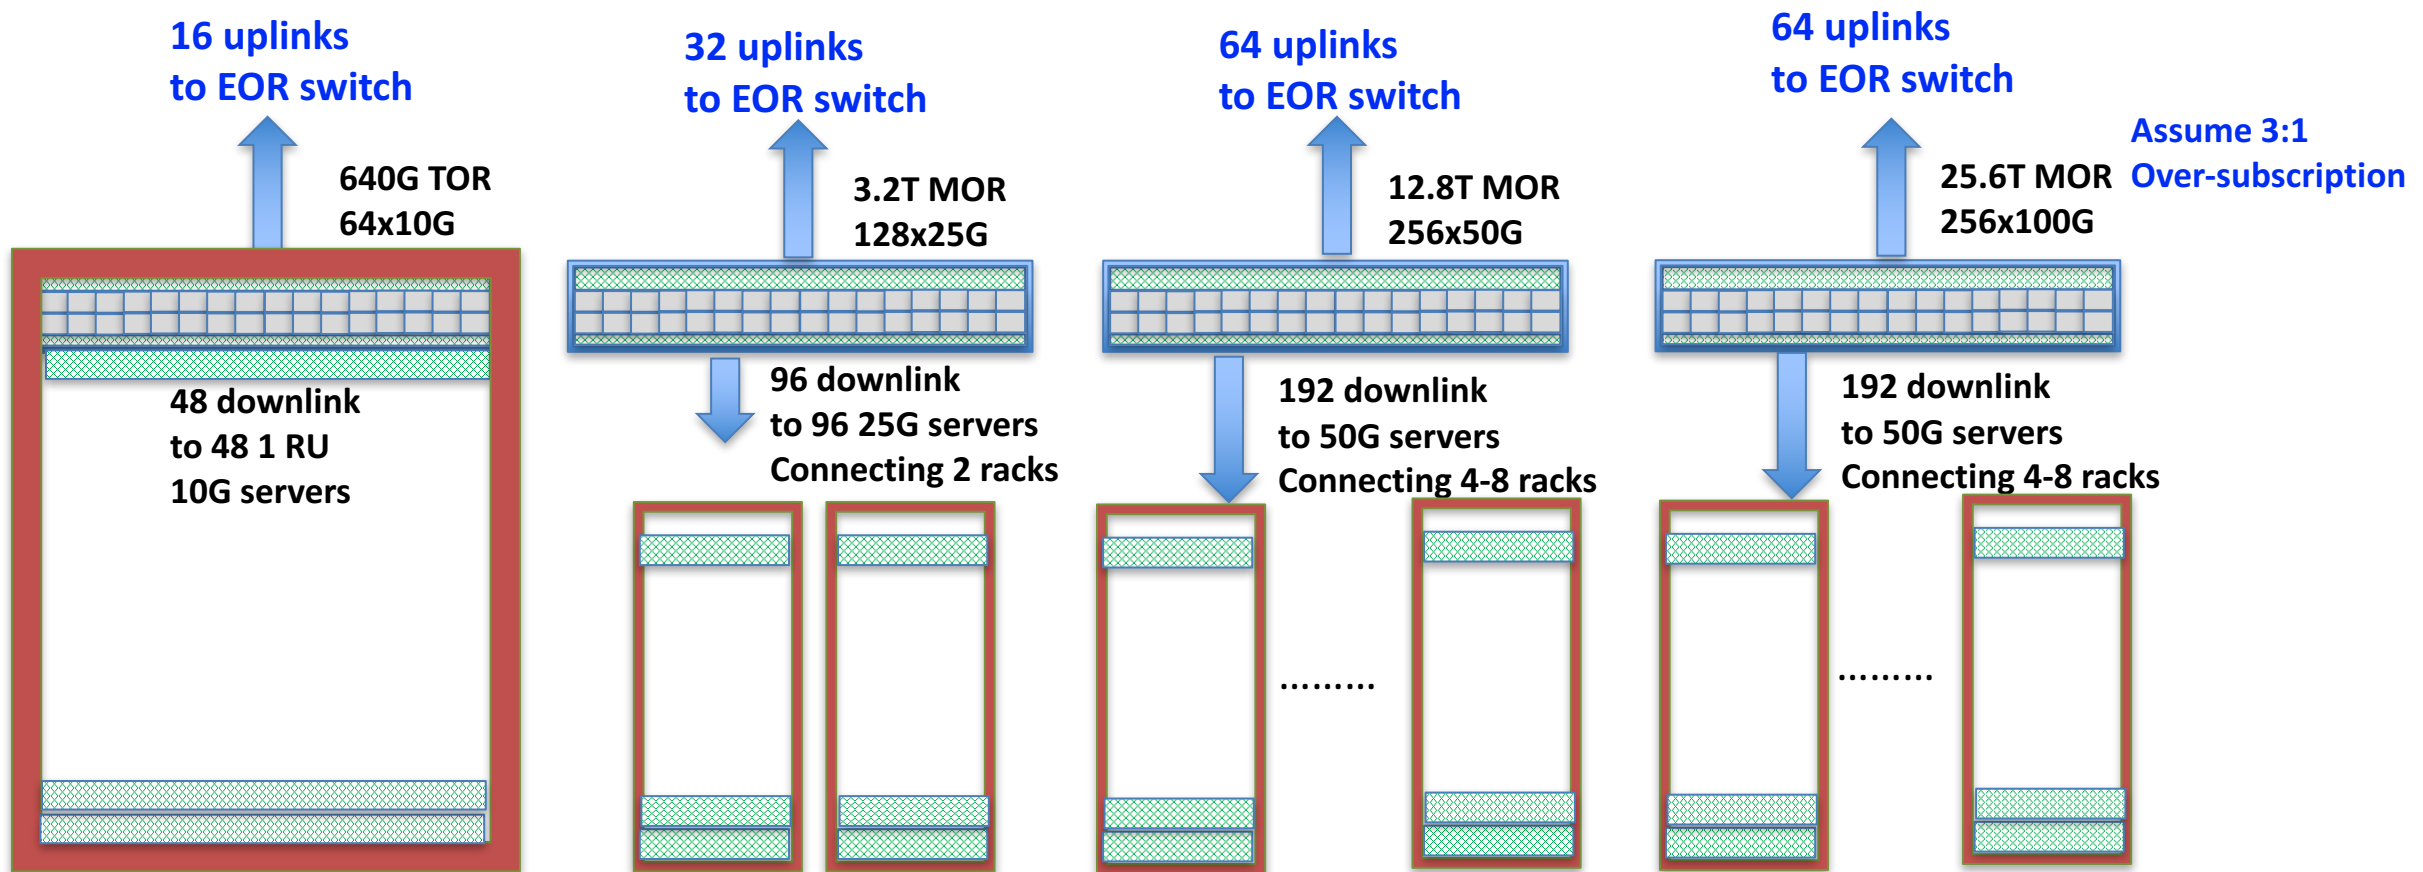 16 uplinks
to EOR switch
640G TOR
64x10G
48 downlink
to 48 1 RU
10G servers
32 uplinks
to EOR switch
3.2T MOR
128x25G
96 downlink
to 96 25G servers
Connecting 2 racks
64 uplinks
to EOR switch
12.8T MOR
256x50G
192 downlink
to 50G servers
Connecting 4-8 racks
.........
64 uplinks
to EOR switch
25.6T MOR
256x100G
Assume 3:1
Over-subscription
192 downlink
to 50G servers
Connecting 4-8 racks
.........